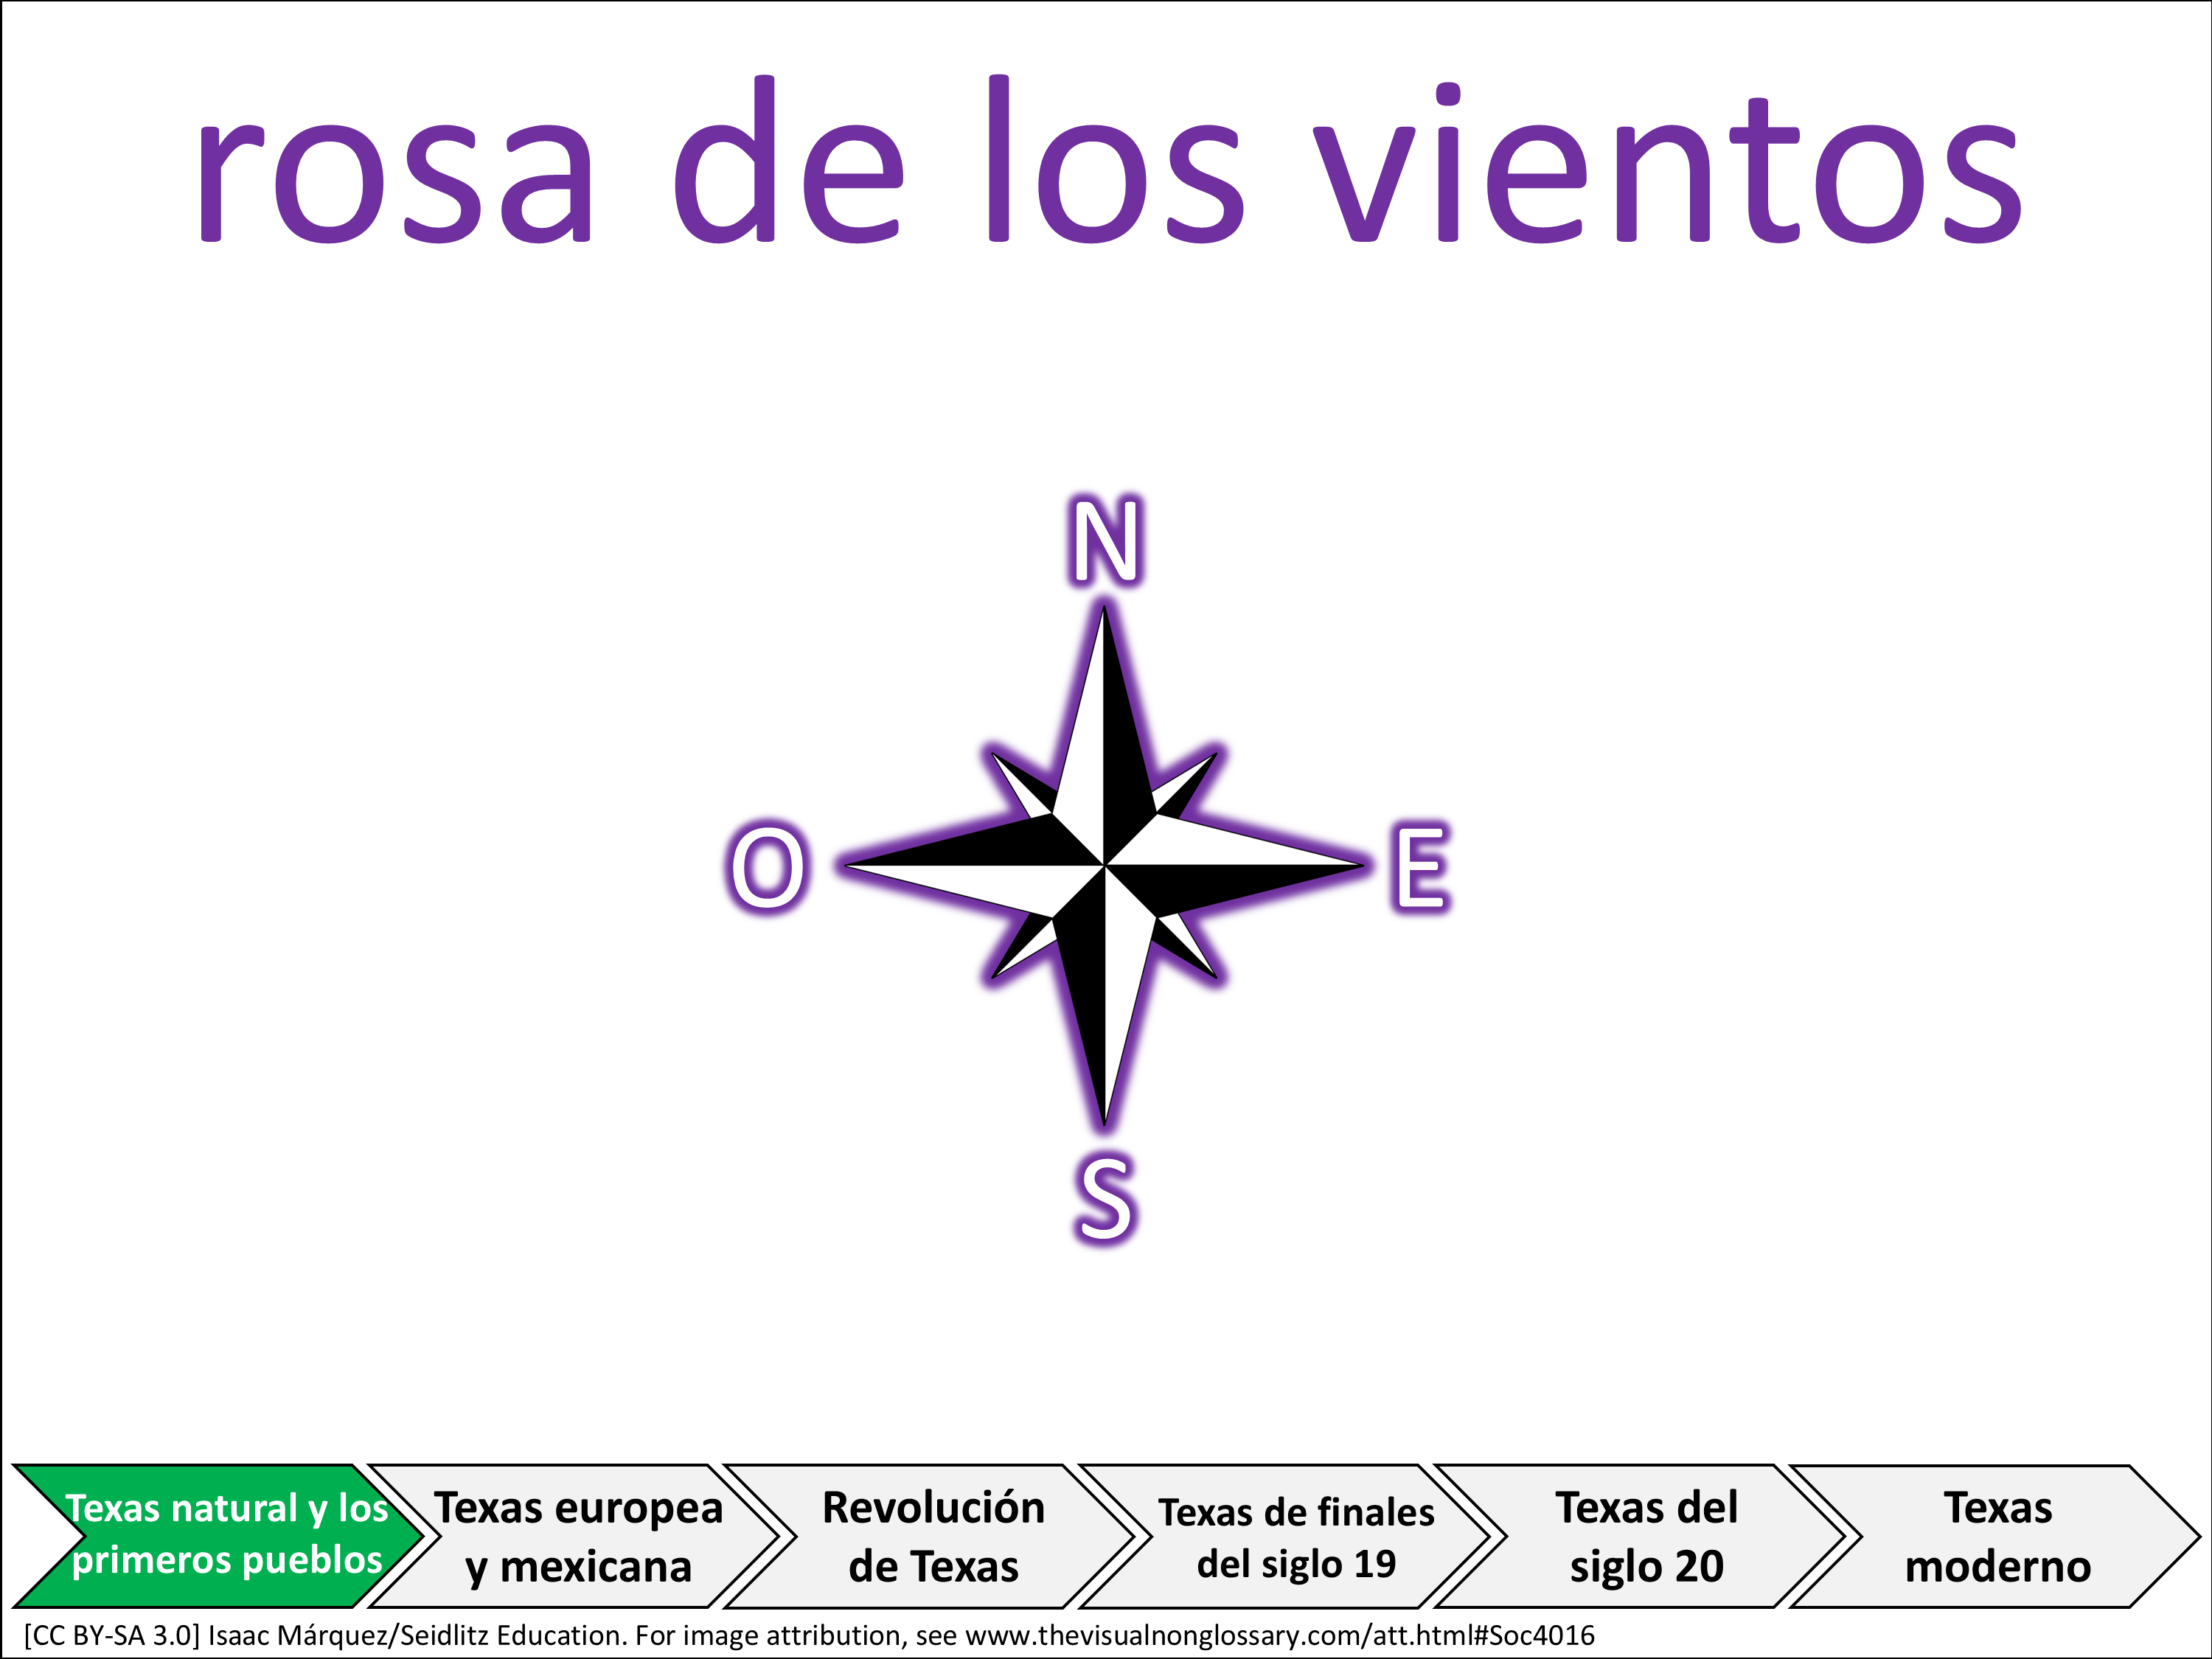 rosa de los vientos
N
O
E
S
Texas natural y los
primeros pueblos
Texas europea
y mexicana
Revolución
de Texas
Texas de finales
del siglo 19
Texas del
siglo 20
Texas
moderno
[CC BY-SA 3.0] Isaac Márquez/Seidlitz Education. For image attribution, see www.thevisualnonglossary.com/att.html#Soc4016